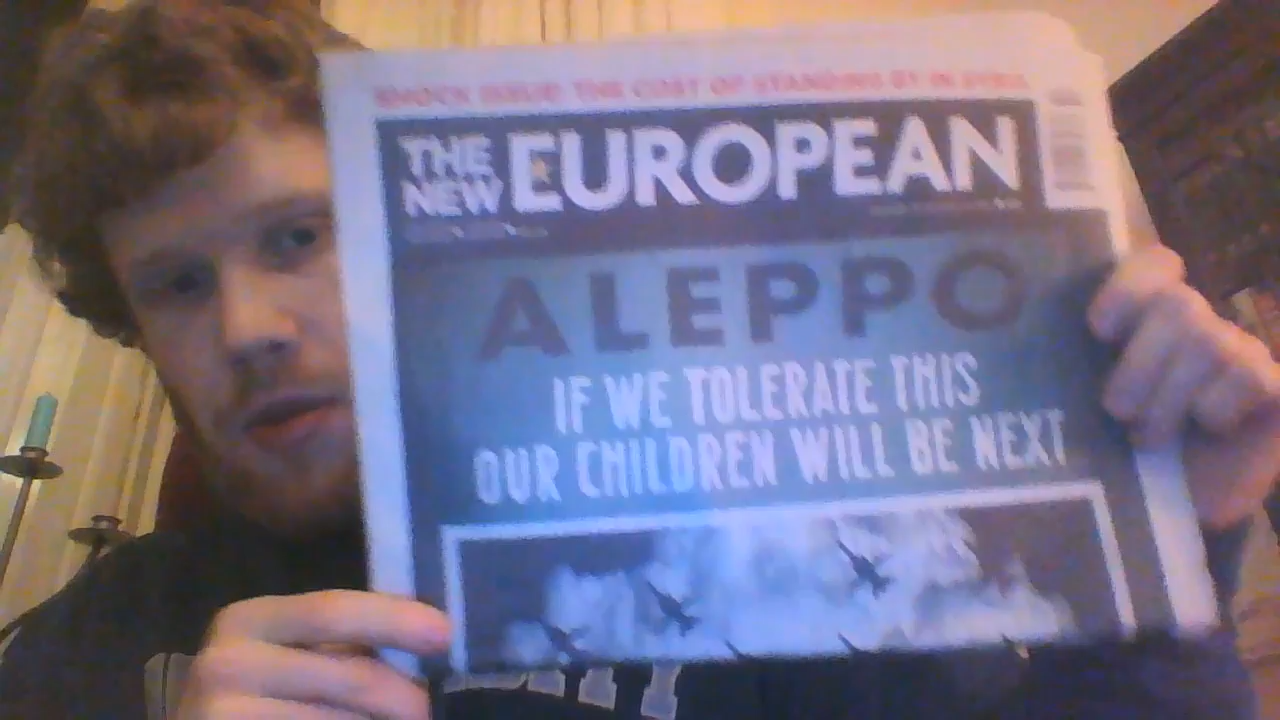 SHOCK ISSUE: THE COST OF STANDING BY IN SYRIA
THE NEW EUROPEAN
ALEPPO
IF WE TOLERATE THIS
OUR CHILDREN WILL BE NEXT